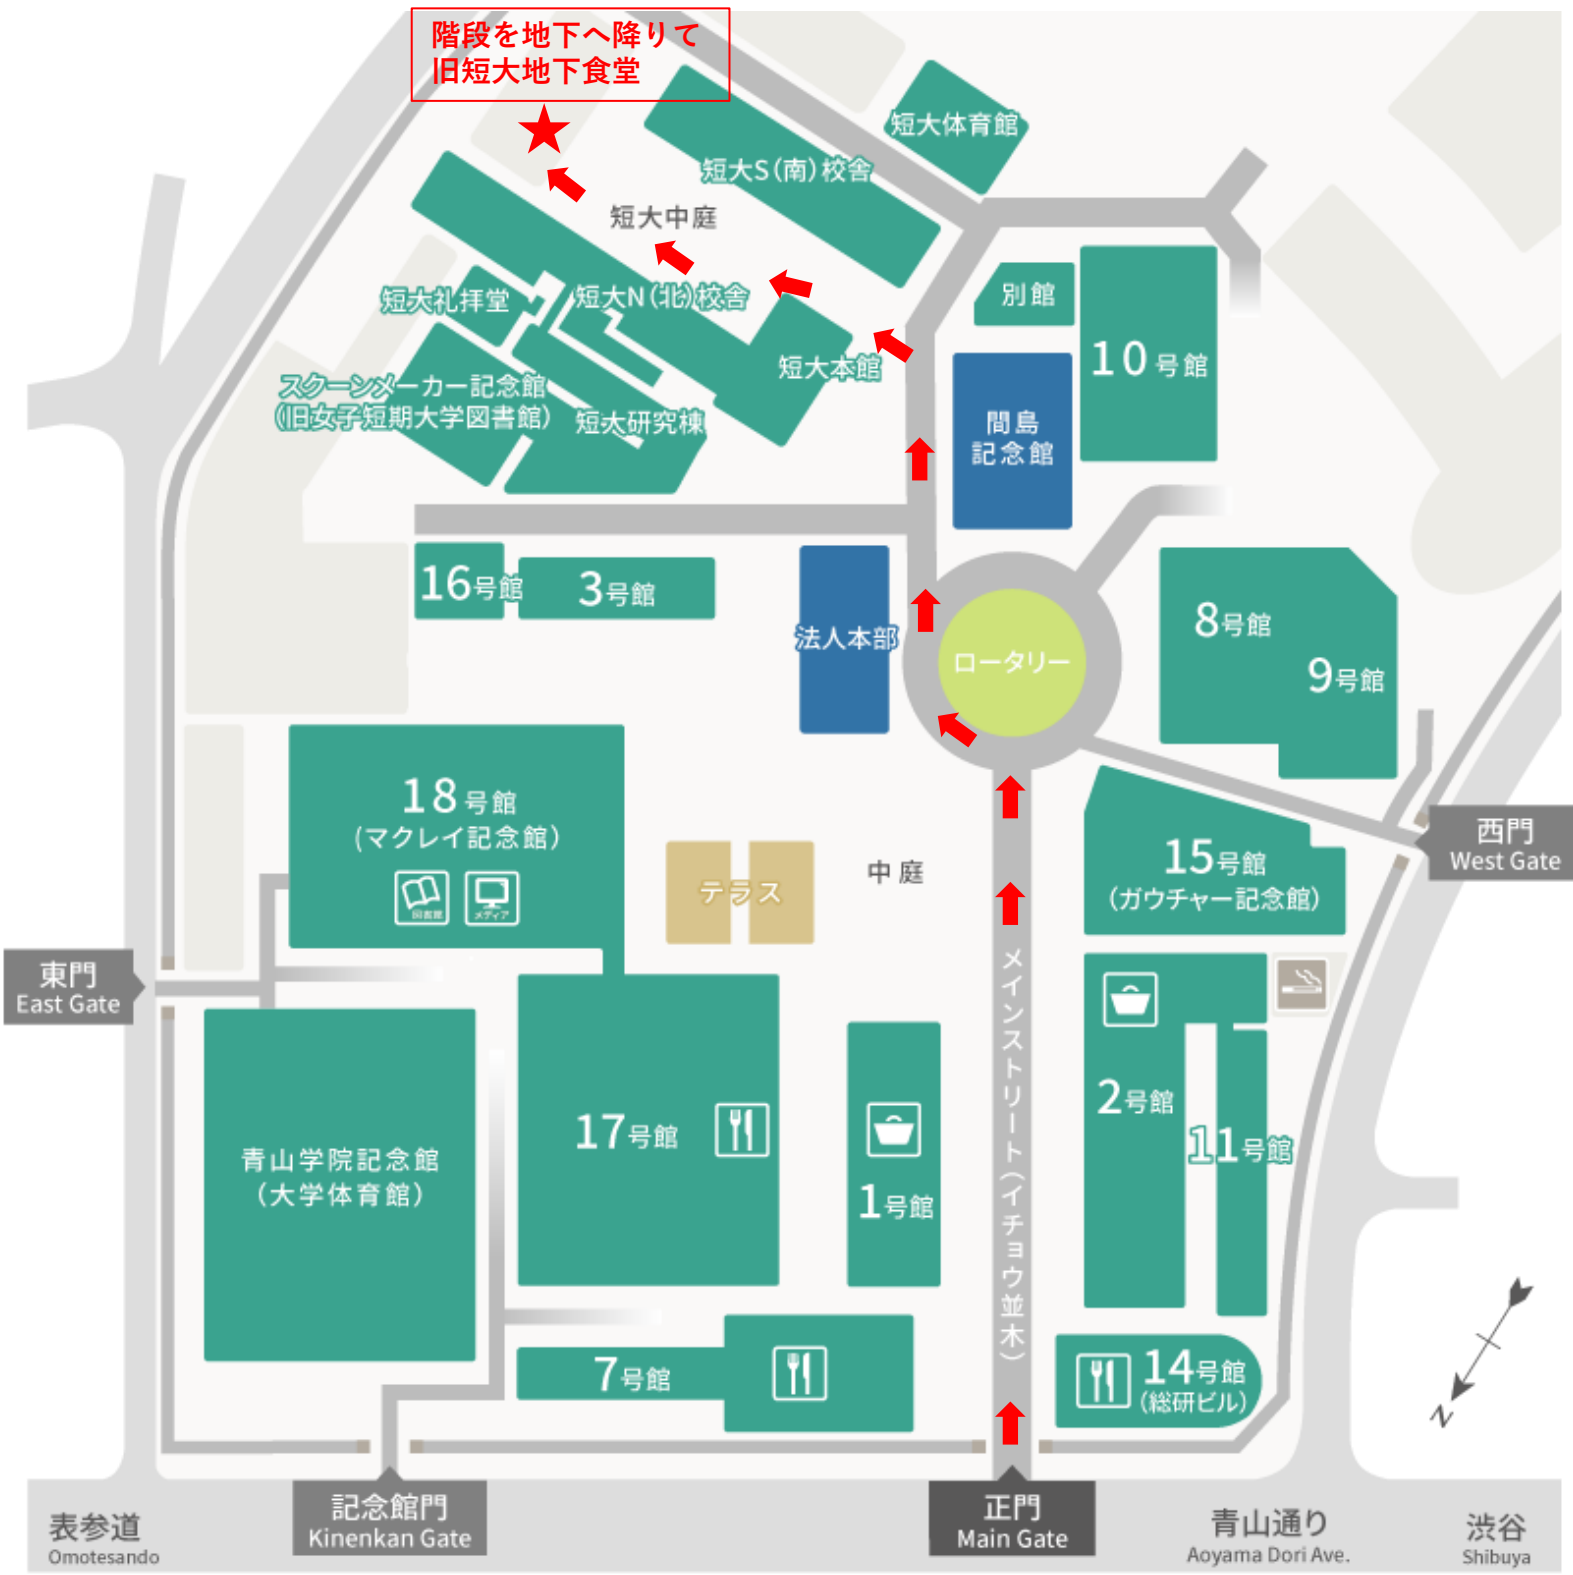 階段を地下へ降りて
旧短大地下食堂
短大体育館
短大S(南)校舎
短大中庭
別館
10号館
短大礼拝堂
短大N(北)校舎
短大本館
スクーンメーカー記念館
(旧女子短期大学図書館)
短大研究棟
間島
記念館
16号館
3号館
法人本部
ロータリー
8号館
9号館
18号館
(マクレイ記念館)
図書館
メディア
テラス
中庭
15号館
(ガウチャー記念館)
西門
West Gate
東門
East Gate
メインストリート(イチョウ並木)
2号館
11号館
17号館
1号館
青山学院記念館
(大学体育館)
7号館
14号館
(総研ビル)
N
記念館門
Kinenkan Gate
正門
Main Gate
表参道
Omotesando
青山通り
Aoyama Dori Ave.
渋谷
Shibuya